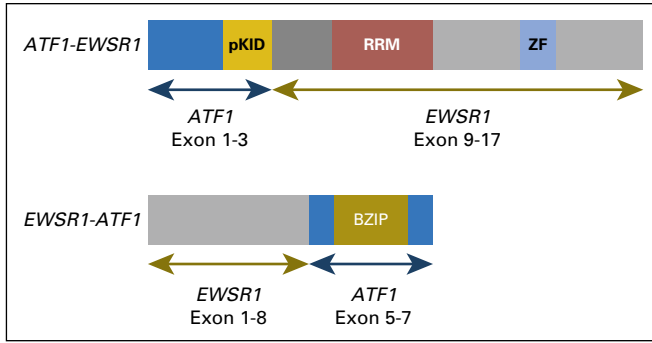 ATF1-EWSR1
pKID
RRM
ZF
ATF1
Exon 1-3
EWSR1
Exon 9-17
EWSR1-ATF1
BZIP
EWSR1
Exon 1-8
ATF1
Exon 5-7